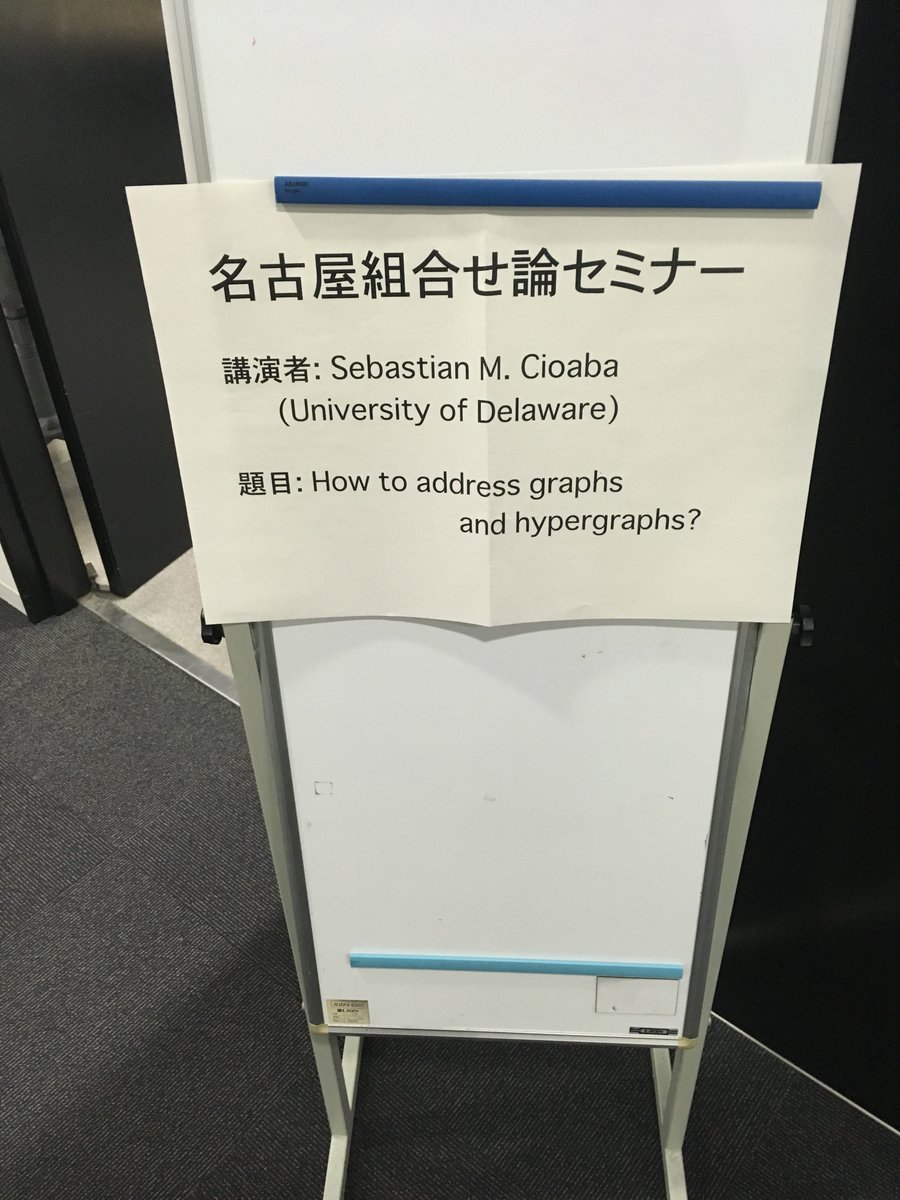 名古屋組合せ論セミナー
講演者: Sebastian M. Cioaba
(University of Delaware)
題目: How to address graphs
and hypergraphs?